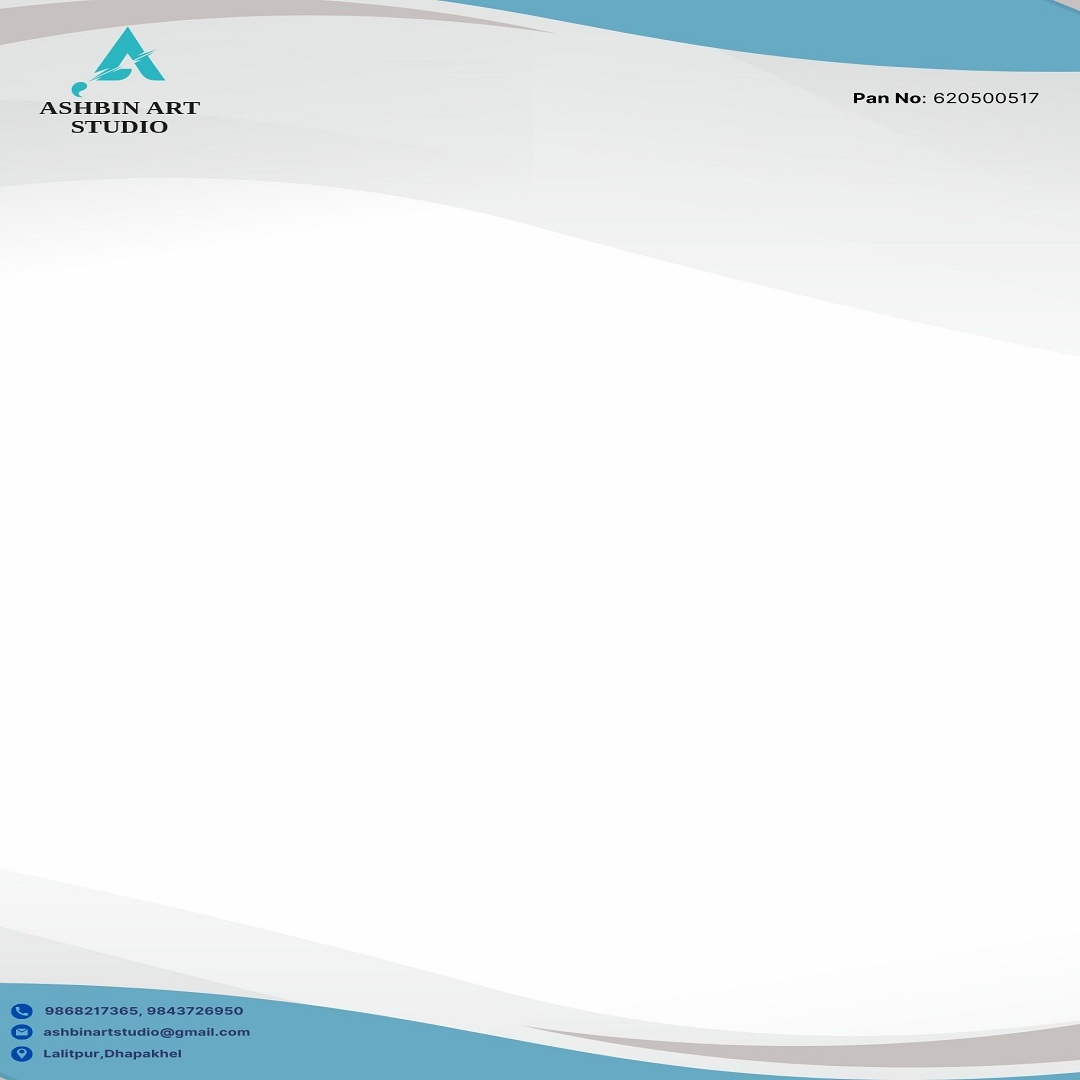 ASHBIN ART
STUDIO
Pan No: 620500517
9868217365, 9843726950
ashbinartstudio@gmail.com
Lalitpur,Dhapakhel